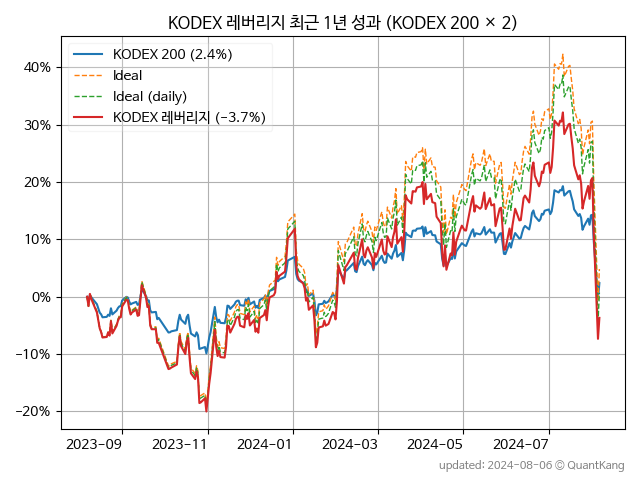 KODEX 레버리지 최근 1년 성과 (KODEX 200 × 2)
KODEX 200 (2.4%)
Ideal
Ideal (daily)
KODEX 레버리지 (−3.7%)
40%
30%
20%
10%
0%
−10%
−20%
2023-09
2023-11
2024-01
2024-03
2024-05
2024-07
updated: 2024-08-06 © QuantKang